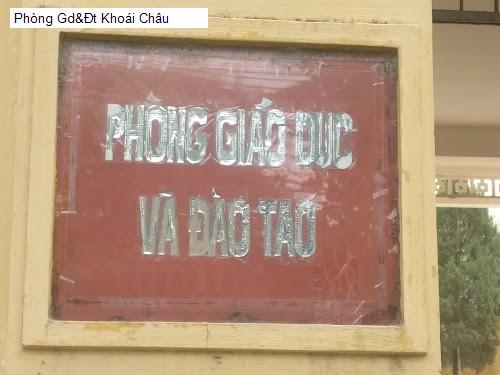 Phòng Gd&Đt Khoái Châu
PHÒNG GIÁO DỤC
VÀ ĐÀO TẠO